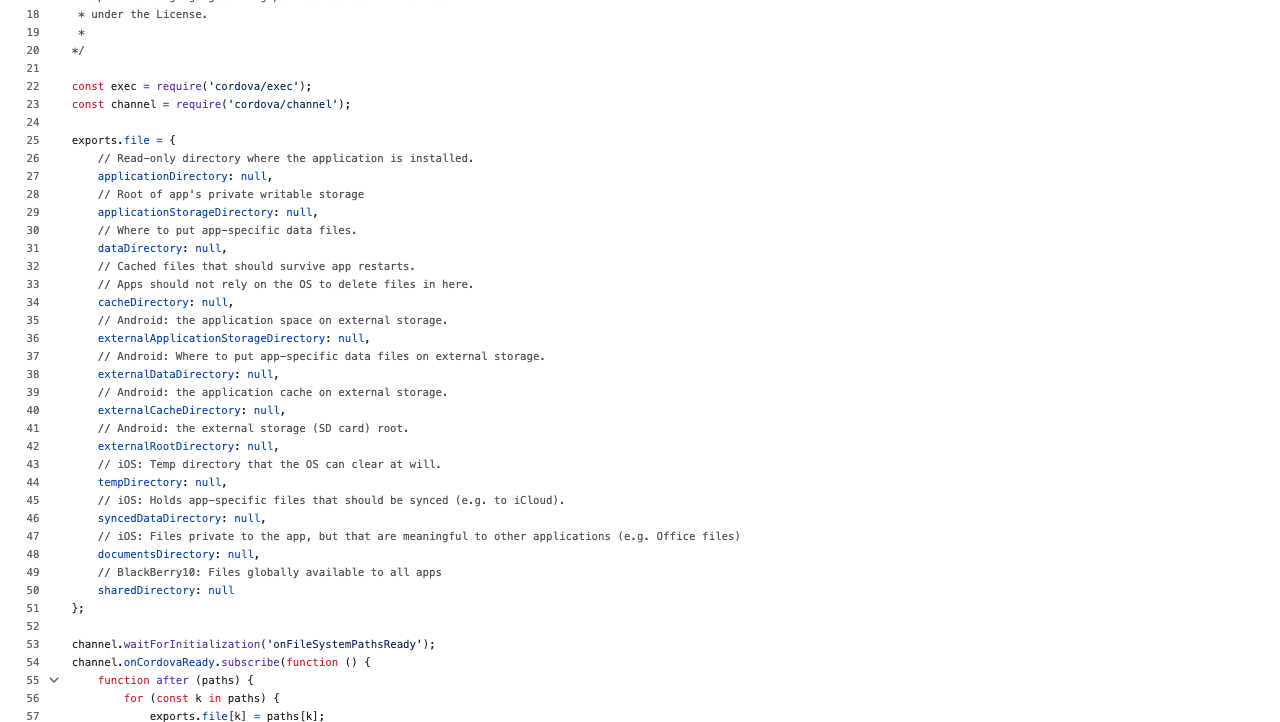 18 * under the License.
19 *
20 */
21
22 const exec = require('cordova/exec');
23 const channel = require('cordova/channel');
24
25 exports.file = {
26 // Read-only directory where the application is installed.
27 applicationDirectory: null,
28 // Root of app's private writable storage
29 applicationStorageDirectory: null,
30 // Where to put app-specific data files.
31 dataDirectory: null,
32 // Cached files that should survive app restarts.
33 // Apps should not rely on the OS to delete files in here.
34 cacheDirectory: null,
35 // Android: the application space on external storage.
36 externalApplicationStorageDirectory: null,
37 // Android: Where to put app-specific data files on external storage.
38 externalDataDirectory: null,
39 // Android: the application cache on external storage.
40 externalCacheDirectory: null,
41 // Android: the external storage (SD card) root.
42 externalRootDirectory: null,
43 // iOS: Temp directory that the OS can clear at will.
44 tempDirectory: null,
45 // iOS: Holds app-specific files that should be synced (e.g. to iCloud).
46 syncedDataDirectory: null,
47 // iOS: Files private to the app, but that are meaningful to other applications (e.g. Office files)
48 documentsDirectory: null,
49 // BlackBerry10: Files globally available to all apps
50 sharedDirectory: null
51 };
52
53 channel.waitForInitialization('onFileSystemPathsReady');
54 channel.onCordovaReady.subscribe(function () {
55 function after (paths) {
56 for (const k in paths) {
57 exports.file[k] = paths[k];